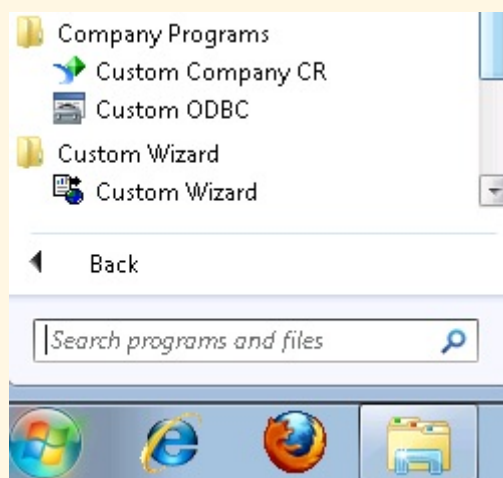 Company Programs
Custom Company CR
Custom ODBC
Custom Wizard
Custom Wizard
Back
Search programs and files